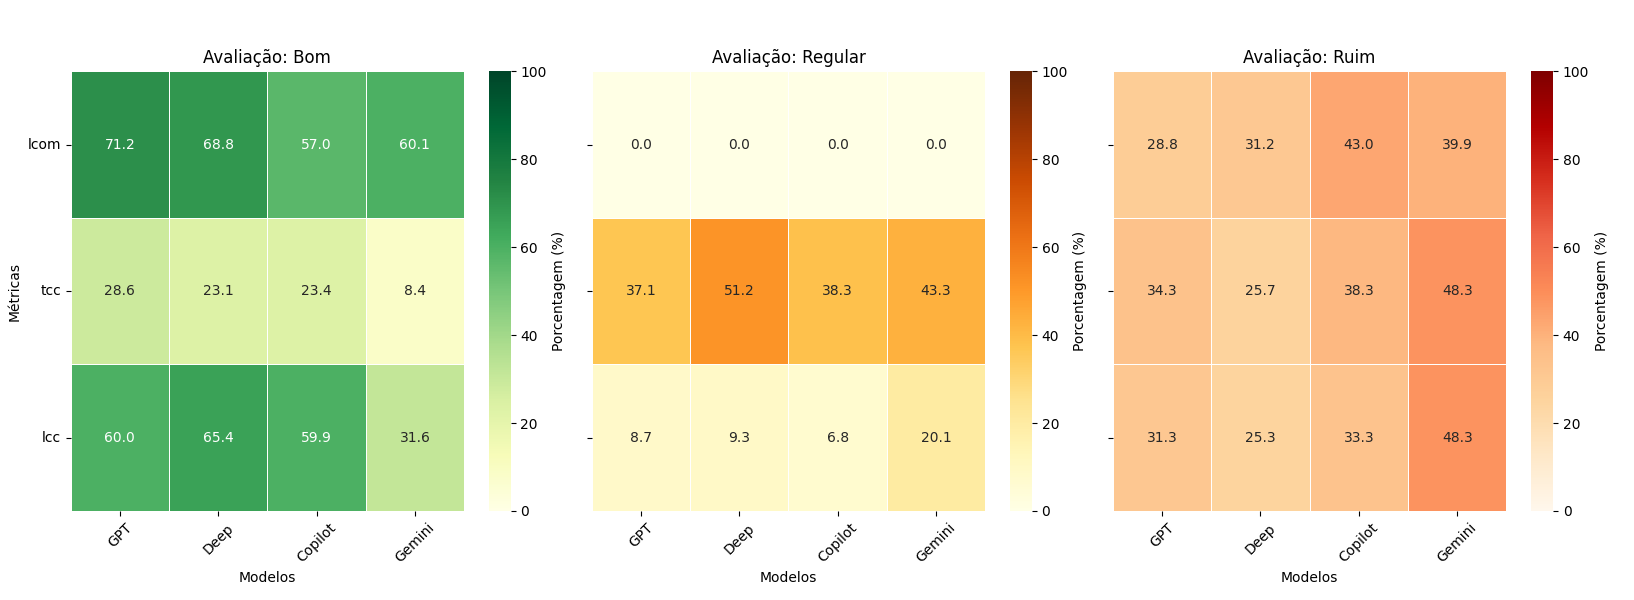 Avaliação: Bom
Avaliação: Regular
Avaliação: Ruim
Métricas
lcom
tcc
lcc
71.2 68.8 57.0 60.1
28.6 23.1 23.4 8.4
60.0 65.4 59.9 31.6
GPT Deep Copilot Gemini
Modelos
100
80
60
40
20
0
Porcentagem (%)
0.0 0.0 0.0 0.0
37.1 51.2 38.3 43.3
8.7 9.3 6.8 20.1
GPT Deep Copilot Gemini
Modelos
100
80
60
40
20
0
Porcentagem (%)
28.8 31.2 43.0 39.9
34.3 25.7 38.3 48.3
31.3 25.3 33.3 48.3
GPT Deep Copilot Gemini
Modelos
100
80
60
40
20
0
Porcentagem (%)